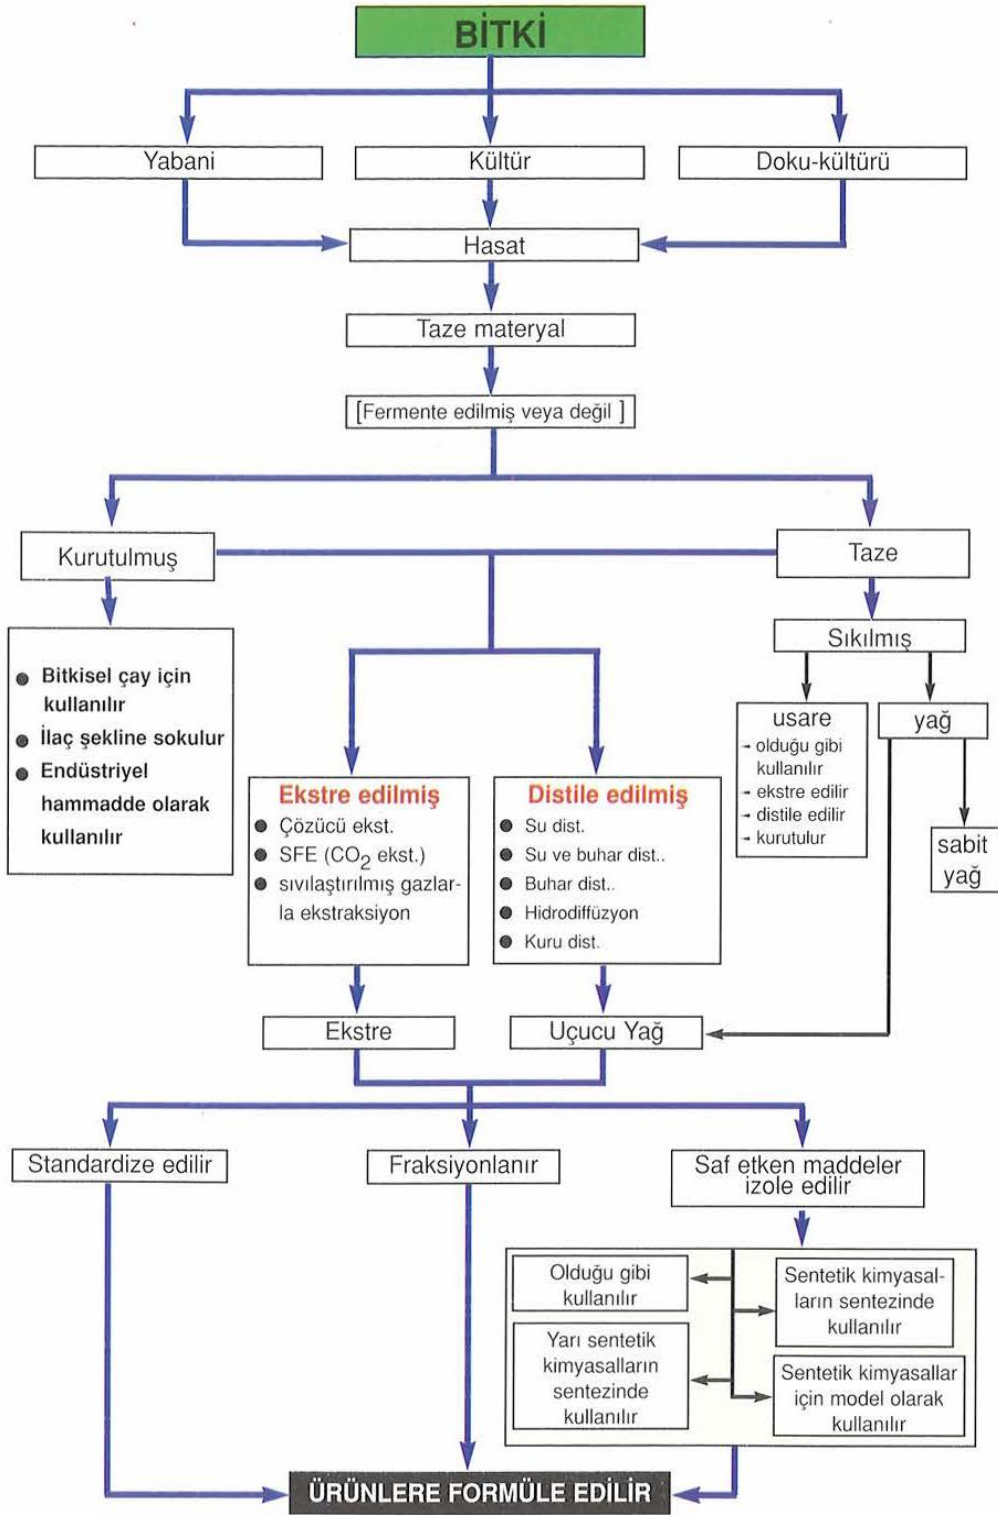 BİTKİ
Yabani
Kültür
Doku-kültürü
Hasat
Taze materyal
[Fermente edilmiş veya değil ]
Kurutulmuş
Taze
● Bitkisel çay için
kullanılır
● İlaç şekline sokulur
● Endüstriyel
hammadde olarak
kullanılır
Sıkılmış
usare
- olduğu gibi
kullanılır
- ekstre edilir
- distile edilir
- kurutulur
yağ
sabit
yağ
Ekstre edilmiş
● Çözücü ekst.
● SFE (CO2 ekst.)
● sıvılaştırılmış gazlar-
la ekstraksiyon
Distile edilmiş
● Su dist.
● Su ve buhar dist..
● Buhar dist..
● Hidrodiffüzyon
● Kuru dist.
Ekstre
Uçucu Yağ
Standardize edilir
Fraksiyonlanır
Saf etken maddeler
izole edilir
Olduğu gibi
kullanılır
Sentetik kimyasal-
ların sentezinde
kullanılır
Yarı sentetik
kimyasalların
sentezinde
kullanılır
Sentetik kimyasallar
için model olarak
kullanılır
ÜRÜNLERE FORMÜLE EDİLİR